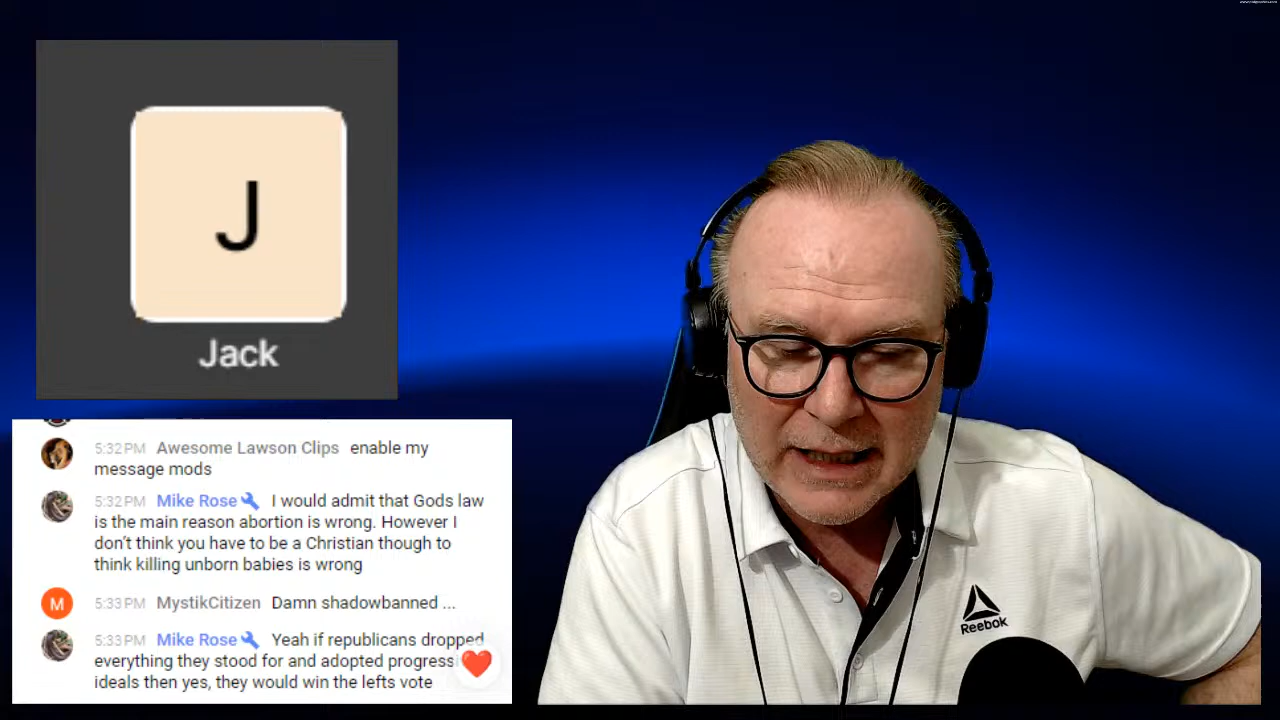 J
Jack
5:32 PM Awesome Lawson Clips enable my
message mods
5:32 PM Mike Rose I would admit that Gods law
is the main reason abortion is wrong. However I
don't think you have to be a Christian though to
think killing unborn babies is wrong
M 5:33 PM MystikCitizen Damn shadowbanned ...
5:33 PM Mike Rose Yeah if republicans dropped
everything they stood for and adopted progressi
ideals then yes, they would win the lefts vote
Reebok